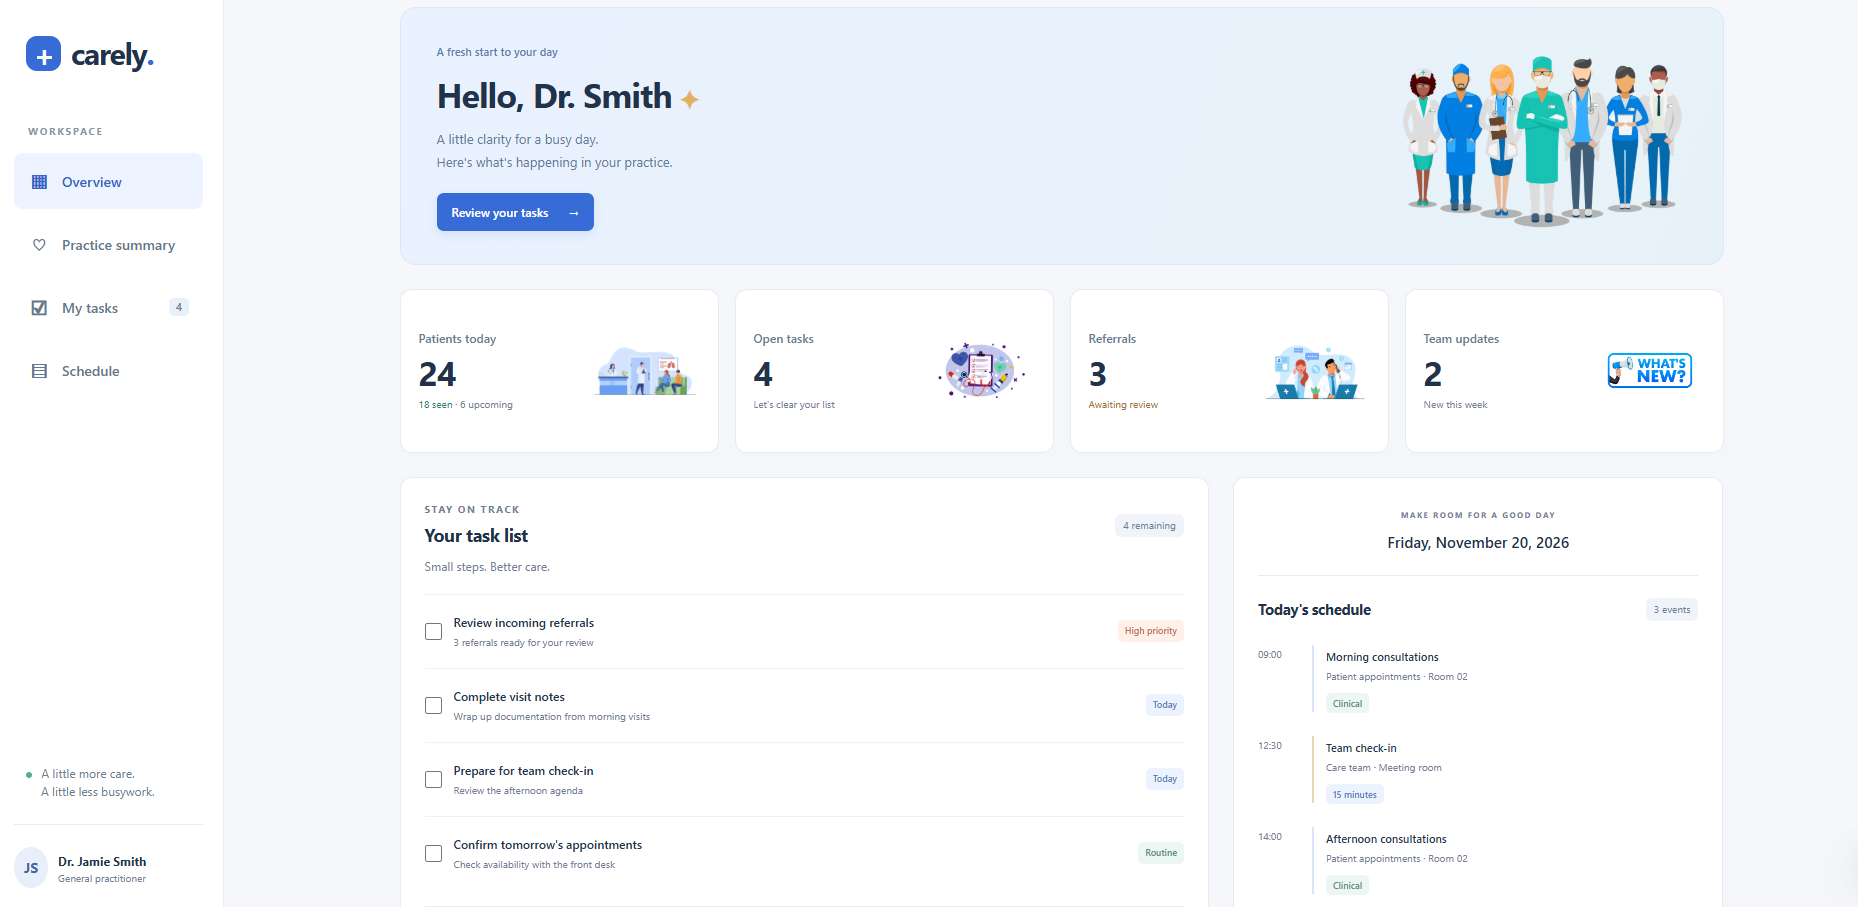 carely.
WORKSPACE
Overview
Practice summary
My tasks
4
Schedule
A little more care.
A little less busywork.
JS
Dr. Jamie Smith
General practitioner
A fresh start to your day
Hello, Dr. Smith
A little clarity for a busy day.
Here's what's happening in your practice.
Review your tasks →
Patients today
24
18 seen · 6 upcoming
Open tasks
4
Let's clear your list
Referrals
3
Awaiting review
Team updates
2
New this week
WHAT'S
NEW?
STAY ON TRACK
Your task list
Small steps. Better care.
4 remaining
Review incoming referrals
3 referrals ready for your review
High priority
Complete visit notes
Wrap up documentation from morning visits
Today
Prepare for team check-in
Review the afternoon agenda
Today
Confirm tomorrow's appointments
Check availability with the front desk
Routine
MAKE ROOM FOR A GOOD DAY
Friday, November 20, 2026
Today's schedule
3 events
09:00
Morning consultations
Patient appointments · Room 02
Clinical
12:30
Team check-in
Care team · Meeting room
15 minutes
14:00
Afternoon consultations
Patient appointments · Room 02
Clinical